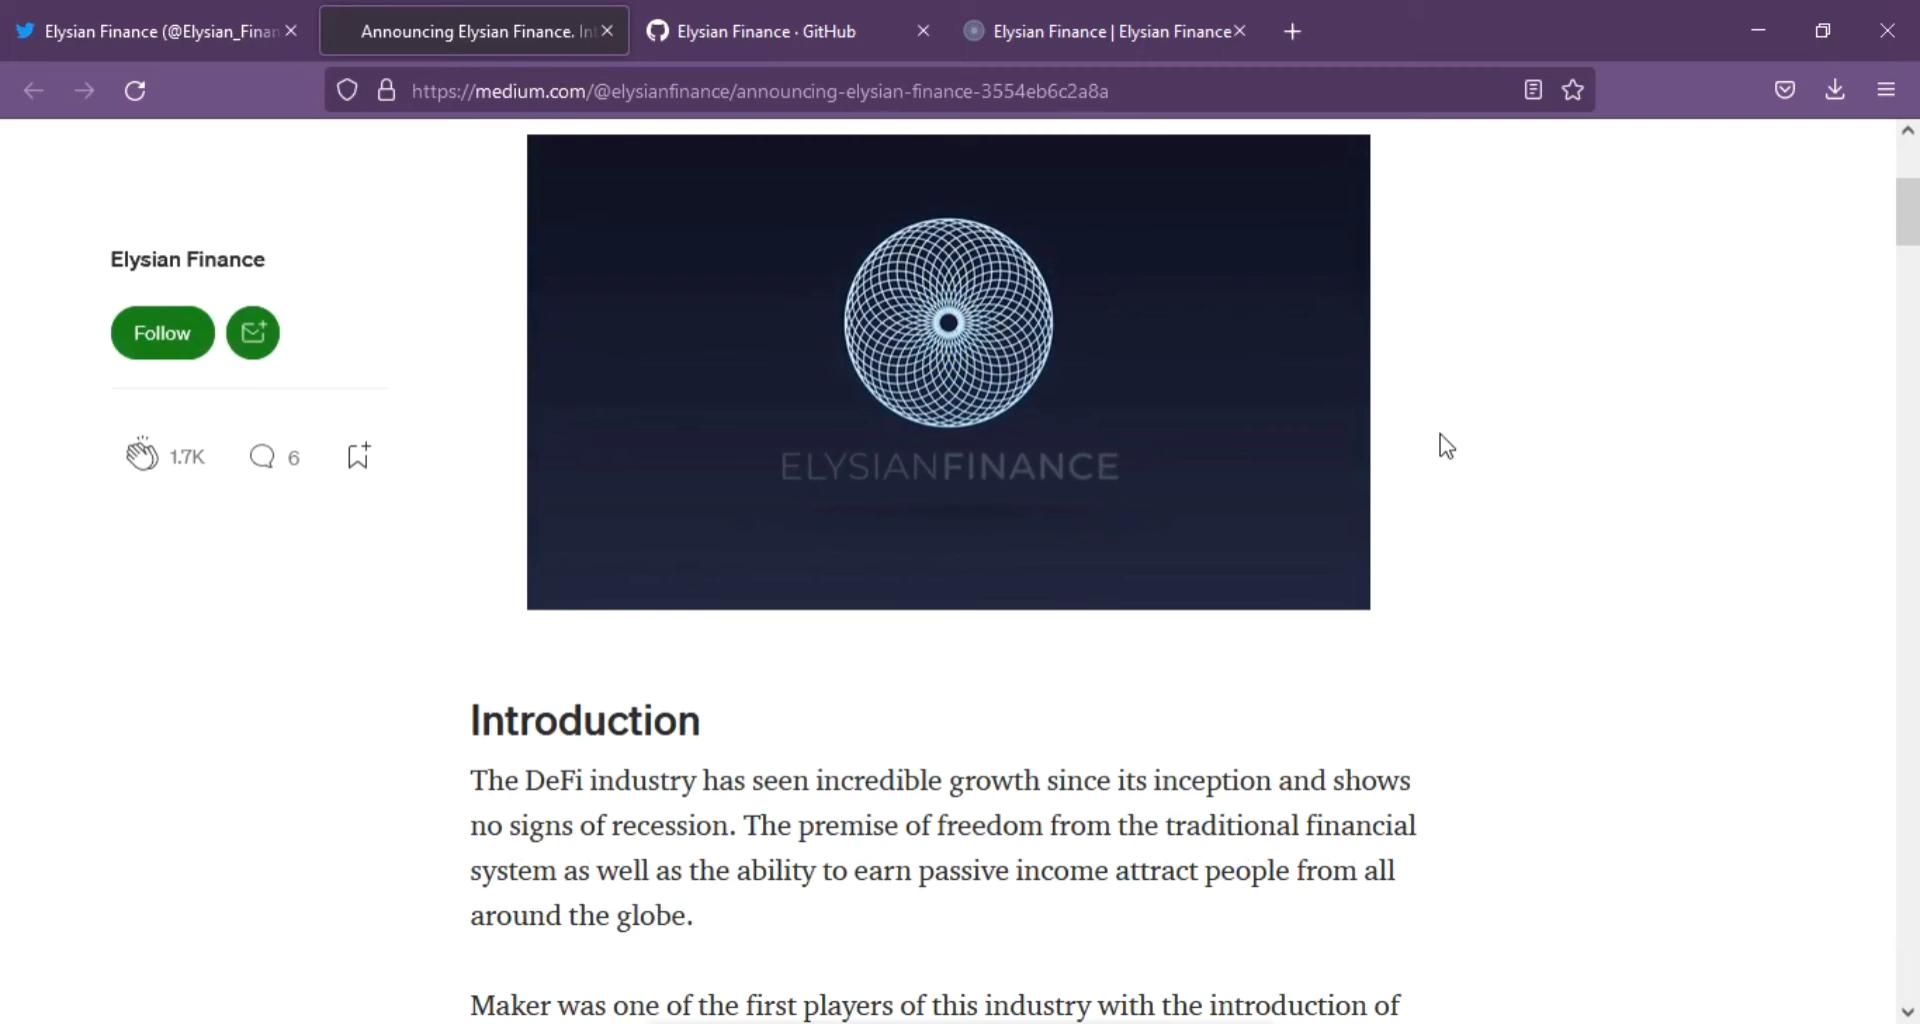 Elysian Finance (@Elysian_Finan
Announcing Elysian Finance. In
Elysian Finance · GitHub
Elysian Finance | Elysian Finance
https://medium.com/@elysianfinance/announcing-elysian-finance-3554eb6c2a8a
Elysian Finance
Follow
1.7K
6
ELYSIANFINANCE
Introduction
The DeFi industry has seen incredible growth since its inception and shows
no signs of recession. The premise of freedom from the traditional financial
system as well as the ability to earn passive income attract people from all
around the globe.
Maker was one of the first players of this industry with the introduction of